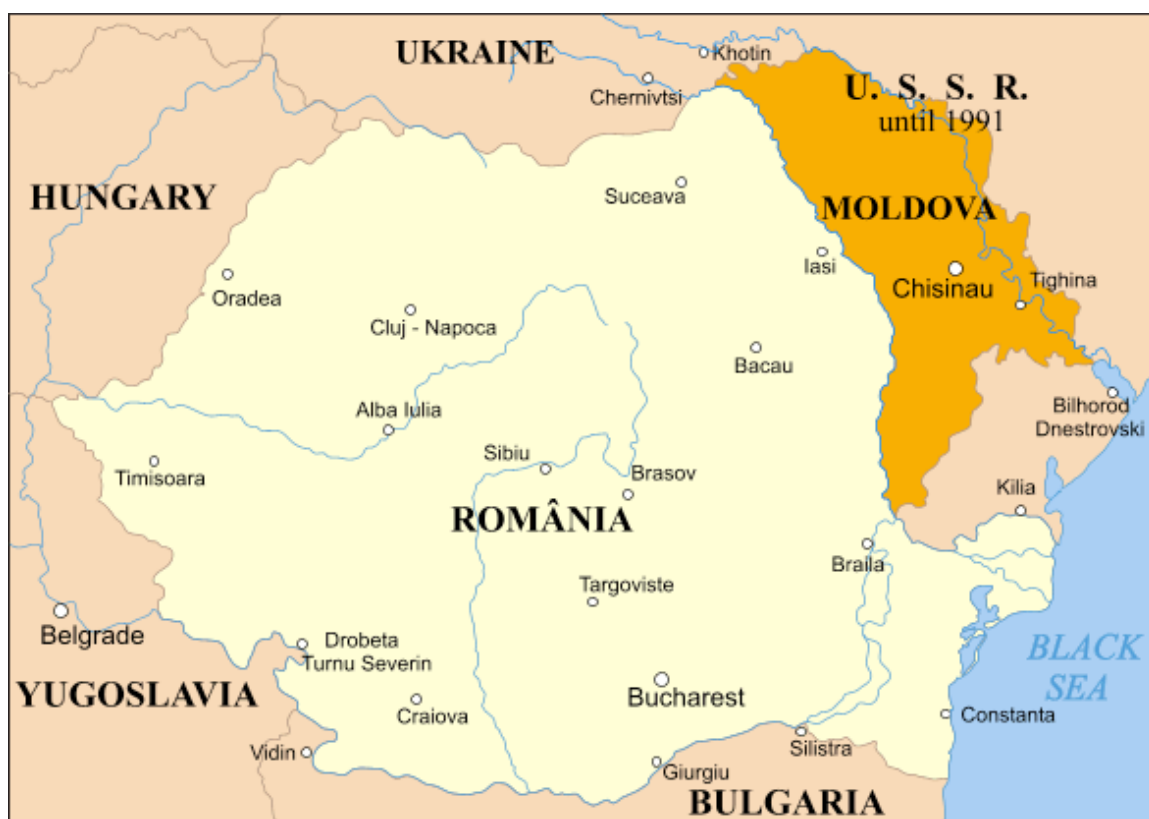 UKRAINE
Khotin
Chernivtsi
U. S. S. R.
until 1991
HUNGARY
Suceava
MOLDOVA
Iasi
Oradea
Chisinau
Tighina
Cluj - Napoca
Bacau
Alba Iulia
Bilhorod
Dnestrovski
Timisoara
Sibiu
Brasov
Kilia
ROMÂNIA
Braila
Targoviste
Belgrade
Drobeta
Turnu Severin
BLACK
SEA
YUGOSLAVIA
Bucharest
Craiova
Constanta
Vidin
Silistra
Giurgiu
BULGARIA